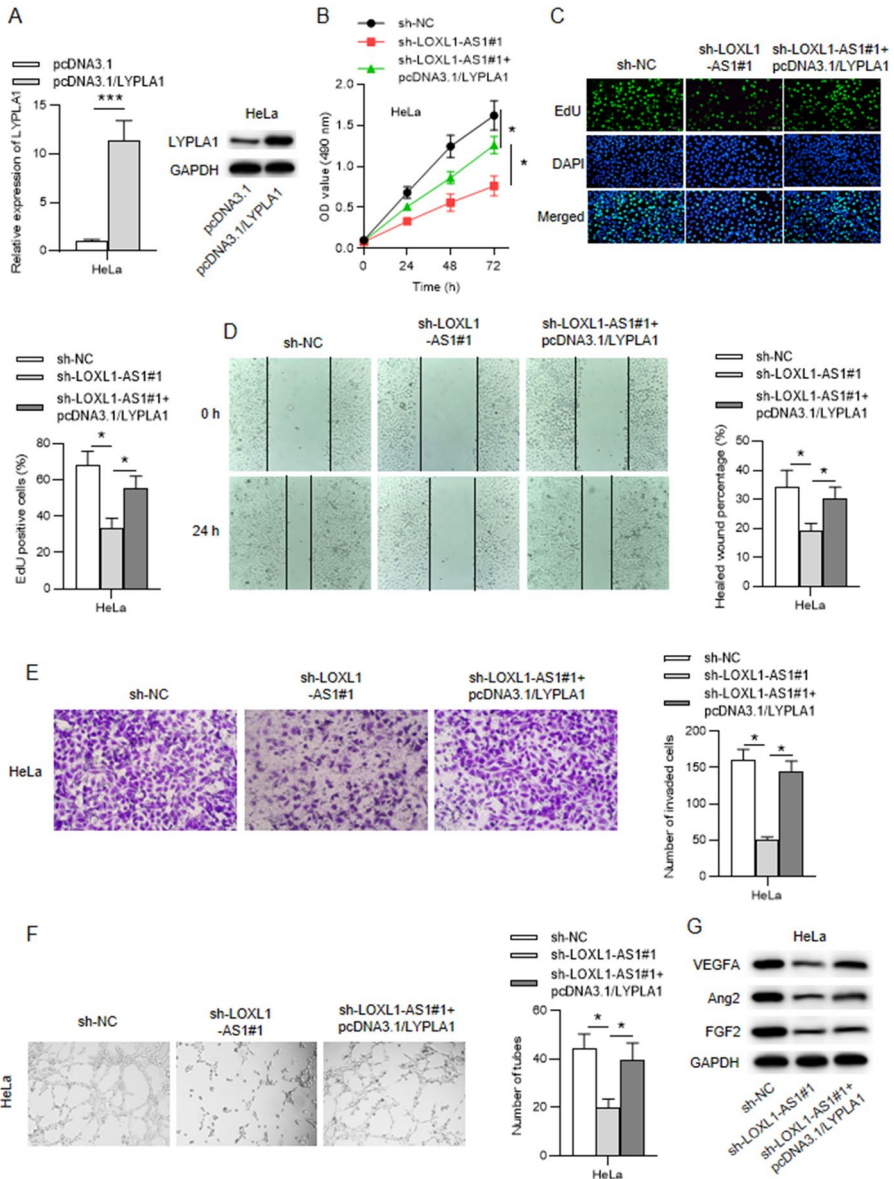 A
pcDNA3.1
pcDNA3.1/LYPLA1
Relative expression of LYPLA1
15
10
5
0
***
HeLa
HeLa
LYPLA1
GAPDH
pcDNA3.1
pcDNA3.1/LYPLA1
B
sh-NC
sh-LOXL1-AS1#1
sh-LOXL1-AS1#1+
pcDNA3.1/LYPLA1
HeLa
OD value (490 nm)
2.0
1.5
1.0
0.5
0.0
0
24
48
72
Time (h)
*
*
C
sh-NC
sh-LOXL1
-AS1#1
sh-LOXL1-AS1#1+
pcDNA3.1/LYPLA1
EdU
DAPI
Merged
sh-NC
sh-LOXL1-AS1#1
sh-LOXL1-AS1#1+
pcDNA3.1/LYPLA1
EdU positive cells (%)
80
60
40
20
0
*
*
HeLa
D
sh-NC
sh-LOXL1
-AS1#1
sh-LOXL1-AS1#1+
pcDNA3.1/LYPLA1
0 h
24 h
sh-NC
sh-LOXL1-AS1#1
sh-LOXL1-AS1#1+
pcDNA3.1/LYPLA1
Healed wound percentage (%)
50
40
30
20
10
0
*
*
HeLa
E
sh-NC
sh-LOXL1
-AS1#1
sh-LOXL1-AS1#1+
pcDNA3.1/LYPLA1
HeLa
sh-NC
sh-LOXL1-AS1#1
sh-LOXL1-AS1#1+
pcDNA3.1/LYPLA1
Number of invaded cells
200
150
100
50
0
*
*
HeLa
F
sh-NC
sh-LOXL1
-AS1#1
sh-LOXL1-AS1#1+
pcDNA3.1/LYPLA1
HeLa
sh-NC
sh-LOXL1-AS1#1
sh-LOXL1-AS1#1+
pcDNA3.1/LYPLA1
Number of tubes
60
40
20
0
*
*
HeLa
G
HeLa
VEGFA
Ang2
FGF2
GAPDH
sh-NC
sh-LOXL1-AS1#1
sh-LOXL1-AS1#1+
pcDNA3.1/LYPLA1